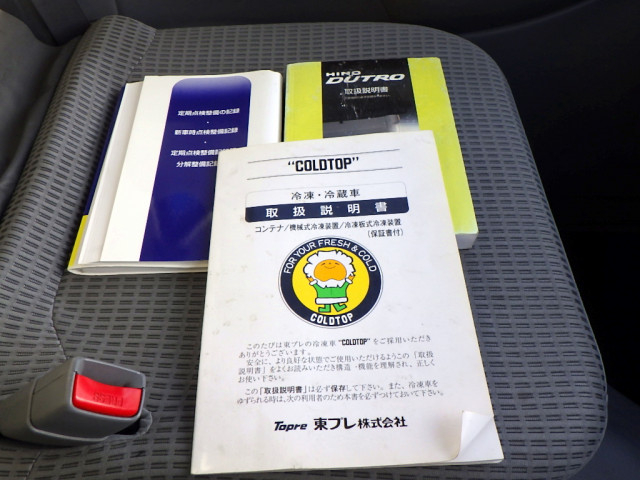 定期点検整備の記録
新車時点検整備記録
定期点検整備記録
分解整備記録
HINO
DUTRO
取扱説明書
"COLDTOP"
冷凍・冷蔵車
取扱説明書
コンテナ/機械式冷凍装置/冷凍板式冷凍装置
(保証書付)
FOR YOUR FRESH & COLD
COLDTOP
このたびは東プレの冷凍車"COLDTOP"をご採用いただき
ありがとうございます。
安全に、より良好な状態でご使用いただけるようこの「取扱
説明書」をよくお読みいただき構造・機能を理解され、正しく
お使い下さい。
この「取扱説明書」は必ず保存して下さい。また、冷凍車を
ゆずられる時は、次の利用者のため本書を必ずつけておいて下さい。
Topre 東プレ株式会社
PRESS